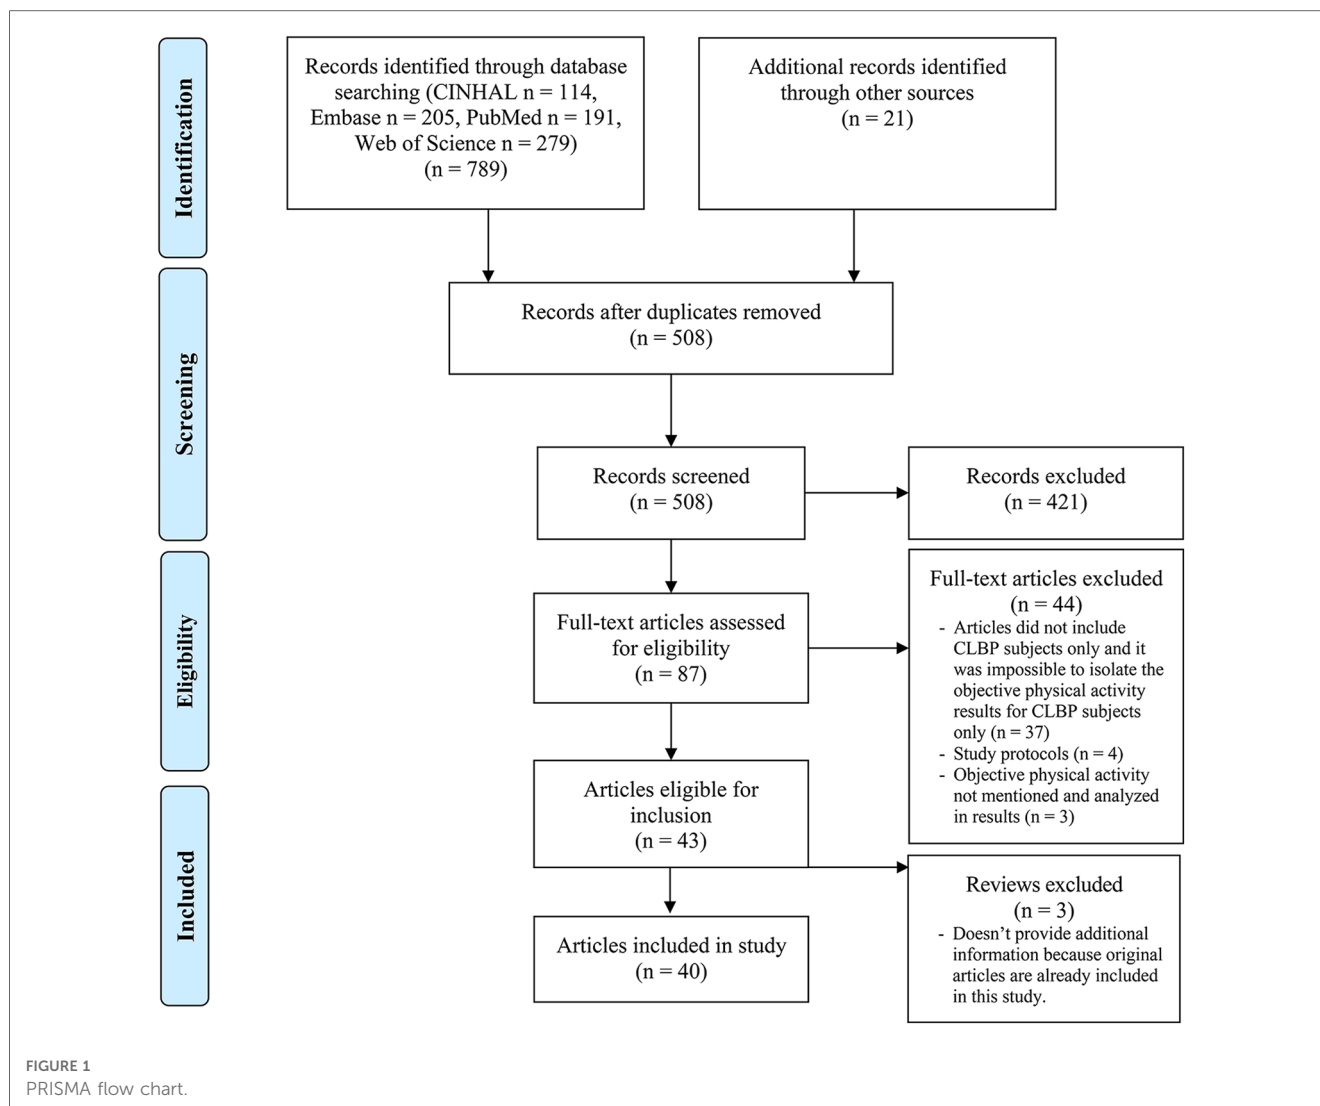 Identification
Records identified through database
searching (CINHAL n = 114,
Embase n = 205, PubMed n = 191,
Web of Science n = 279)
(n = 789)
Additional records identified
through other sources
(n = 21)
Screening
Records after duplicates removed
(n = 508)
Records screened
(n = 508)
Records excluded
(n = 421)
Eligibility
Full-text articles assessed
for eligibility
(n = 87)
Full-text articles excluded
(n = 44)
- Articles did not include
CLBP subjects only and it
was impossible to isolate the
objective physical activity
results for CLBP subjects
only (n = 37)
- Study protocols (n = 4)
- Objective physical activity
not mentioned and analyzed
in results (n = 3)
Articles eligible for
inclusion
(n = 43)
Included
Reviews excluded
(n = 3)
- Doesn't provide additional
information because original
articles are already included
in this study.
Articles included in study
(n = 40)
FIGURE 1
PRISMA flow chart.